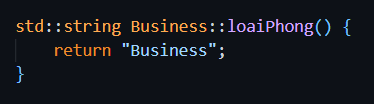 std::string Business::loaiPhong() {
    return "Business";
}